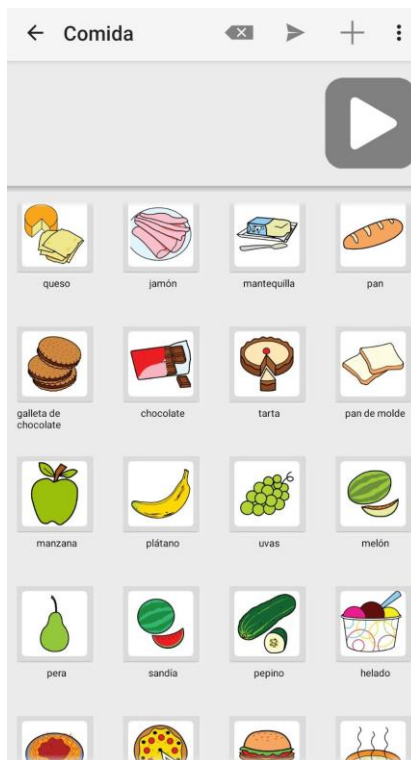 Comida
queso
jamón
mantequilla
pan
galleta de
chocolate
chocolate
tarta
pan de molde
manzana
plátano
uvas
melón
pera
sandía
pepino
helado